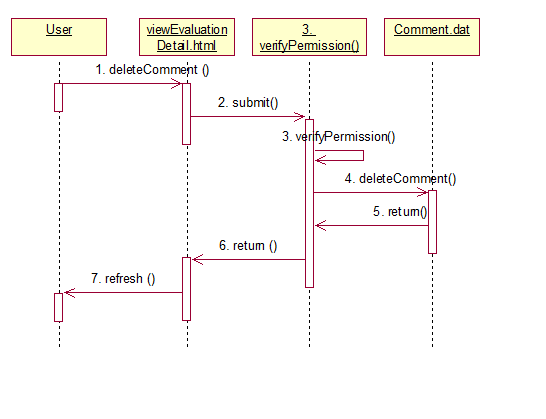 User
viewEvaluation
Detail.html
3.
verifyPermission()
Comment.dat
1. deleteComment ()
2. submit()
3. verifyPermission()
4. deleteComment()
5. return()
6. return ()
7. refresh ()